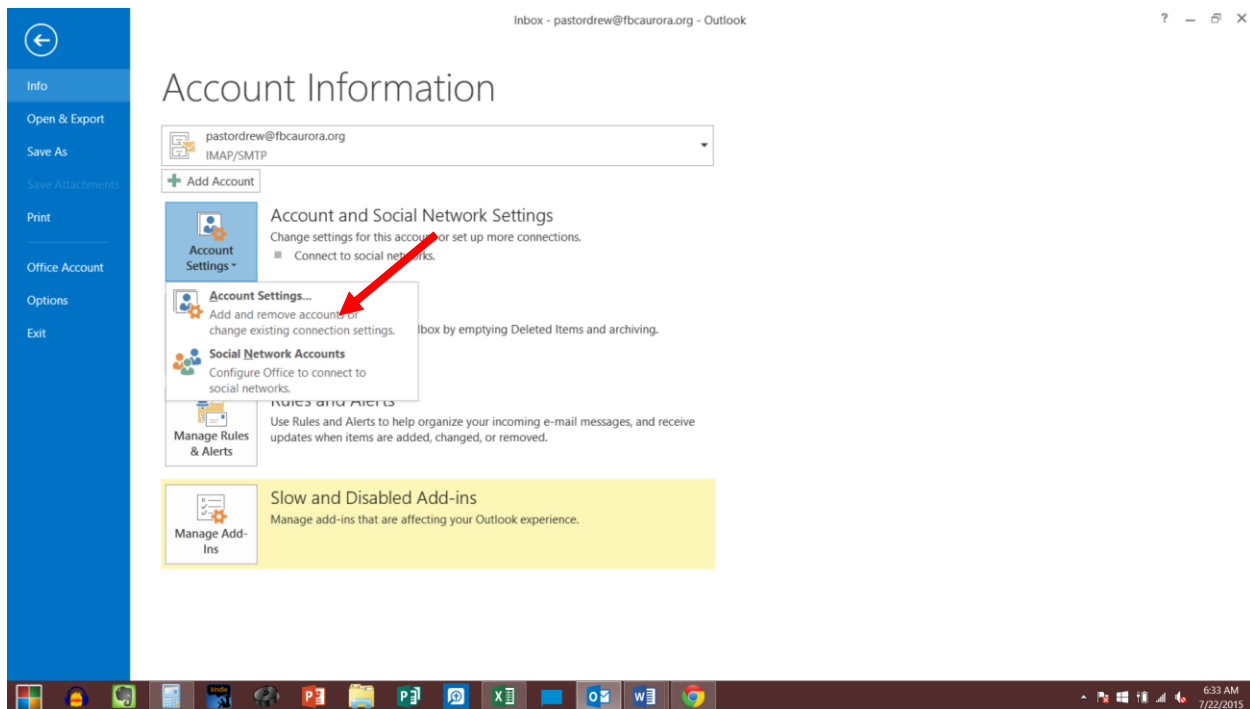 Inbox - pastordrew@fbcaurora.org - Outlook
?
Info
Open & Export
Save As
Save Attachments
Print
Office Account
Options
Exit
Account Information
pastordrew@fbcaurora.org
IMAP/SMTP
Add Account
Account
Settings
Account and Social Network Settings
Change settings for this account or set up more connections.
Connect to social networks.
Account Settings...
Add and remove accounts or
change existing connection settings.
Social Network Accounts
Configure Office to connect to
social networks.
lbox by emptying Deleted Items and archiving.
Manage Rules
& Alerts
Rules and Alerts
Use Rules and Alerts to help organize your incoming e-mail messages, and receive
updates when items are added, changed, or removed.
Manage Add-
Ins
Slow and Disabled Add-ins
Manage add-ins that are affecting your Outlook experience.
kindle
6:33 AM
7/22/2015